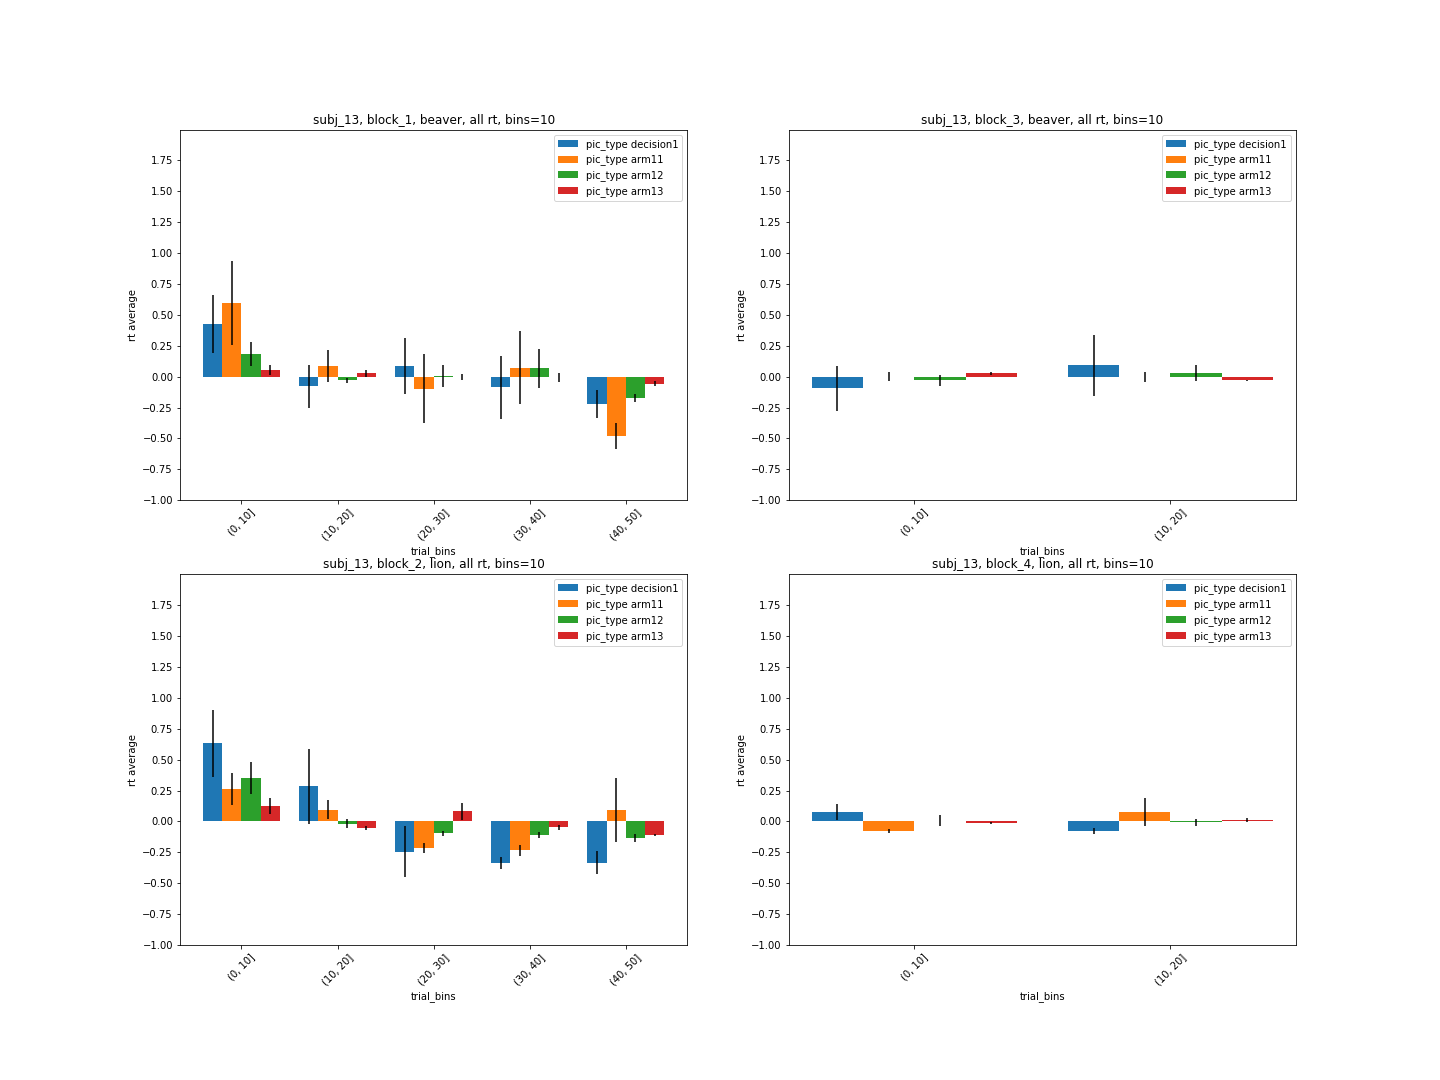 subj_13, block_1, beaver, all rt, bins=10
pic_type decision1
pic_type arm11
pic_type arm12
pic_type arm13
1.75
1.50
1.25
1.00
0.75
0.50
0.25
0.00
−0.25
−0.50
−0.75
−1.00
rt average
(0, 10]
(10, 20]
(20, 30]
(30, 40]
(40, 50]
trial_bins
subj_13, block_3, beaver, all rt, bins=10
pic_type decision1
pic_type arm11
pic_type arm12
pic_type arm13
1.75
1.50
1.25
1.00
0.75
0.50
0.25
0.00
−0.25
−0.50
−0.75
−1.00
rt average
(0, 10]
(10, 20]
trial_bins
subj_13, block_2, lion, all rt, bins=10
pic_type decision1
pic_type arm11
pic_type arm12
pic_type arm13
1.75
1.50
1.25
1.00
0.75
0.50
0.25
0.00
−0.25
−0.50
−0.75
−1.00
rt average
(0, 10]
(10, 20]
(20, 30]
(30, 40]
(40, 50]
trial_bins
subj_13, block_4, lion, all rt, bins=10
pic_type decision1
pic_type arm11
pic_type arm12
pic_type arm13
1.75
1.50
1.25
1.00
0.75
0.50
0.25
0.00
−0.25
−0.50
−0.75
−1.00
rt average
(0, 10]
(10, 20]
trial_bins